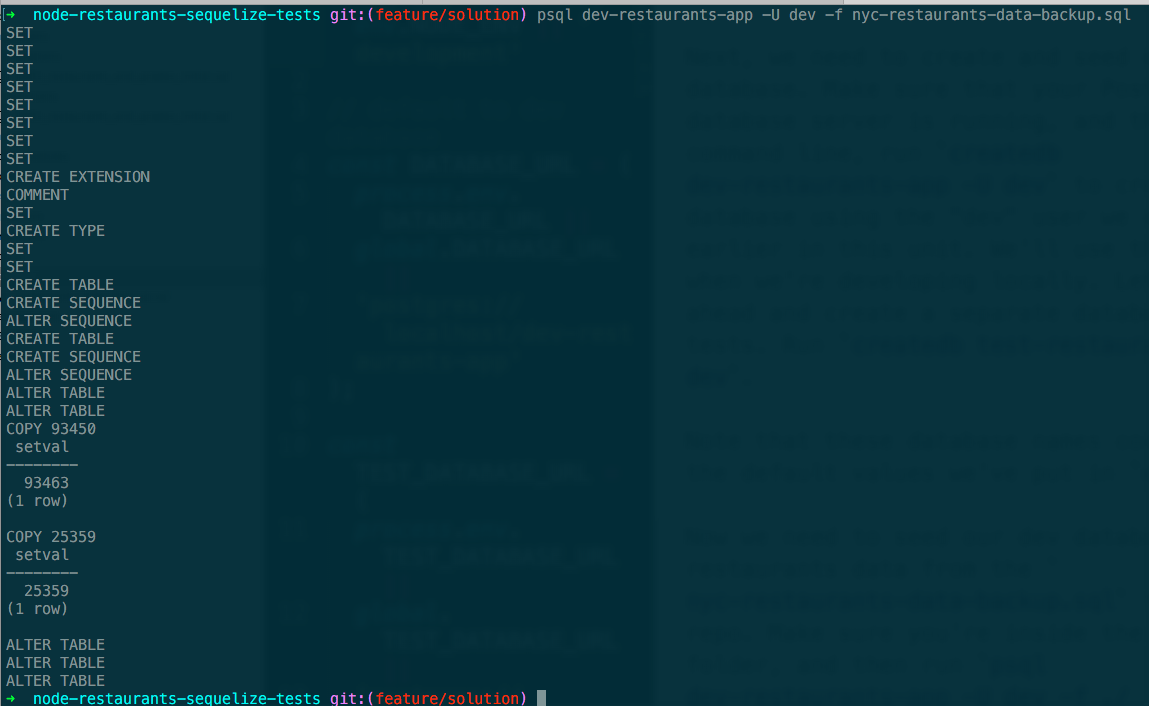 → node-restaurants-sequelize-tests git:(feature/solution) psql dev-restaurants-app -U dev -f nyc-restaurants-data-backup.sql
SET
SET
SET
SET
SET
SET
SET
SET
CREATE EXTENSION
COMMENT
SET
CREATE TYPE
SET
SET
CREATE TABLE
CREATE SEQUENCE
ALTER SEQUENCE
CREATE TABLE
CREATE SEQUENCE
ALTER SEQUENCE
ALTER TABLE
ALTER TABLE
COPY 93450
setval
--------
93463
(1 row)
COPY 25359
setval
--------
25359
(1 row)
ALTER TABLE
ALTER TABLE
ALTER TABLE
→ node-restaurants-sequelize-tests git:(feature/solution)